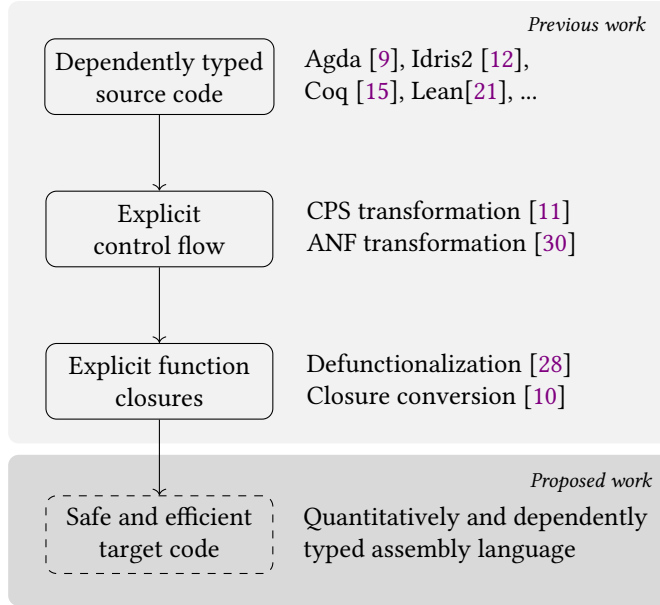 Previous work
Dependently typed
source code
Agda [9], Idris2 [12],
Coq [15], Lean[21], ...
Explicit
control flow
CPS transformation [11]
ANF transformation [30]
Explicit function
closures
Defunctionalization [28]
Closure conversion [10]
Proposed work
Safe and efficient
target code
Quantitatively and dependently
typed assembly language